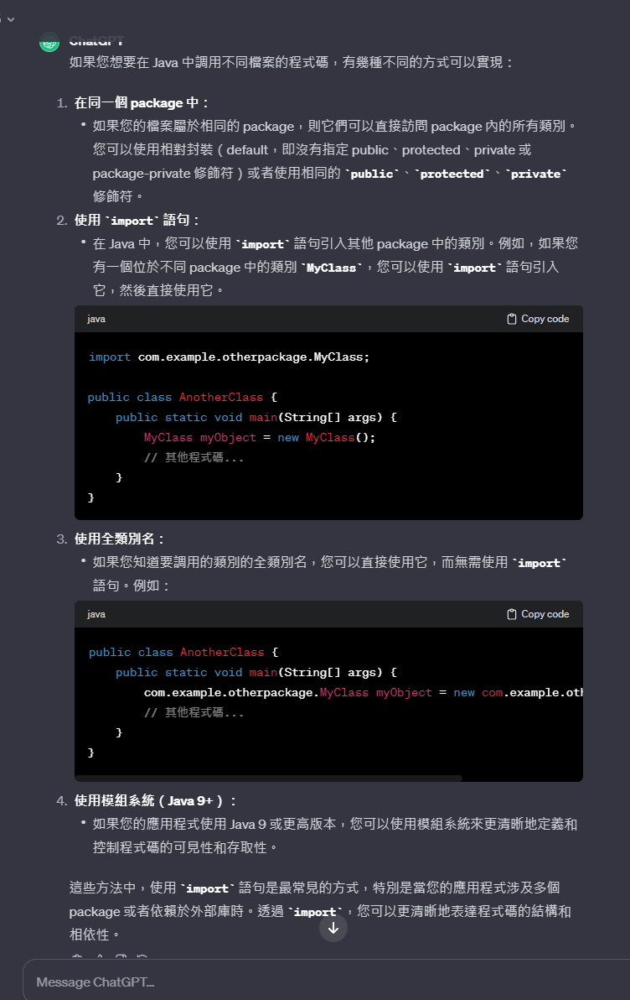 ChatGPT
如果您想要在 Java 中調用不同檔案的程式碼，有幾種不同的方式可以實現：
1. 在同一個 package 中：
• 如果您的檔案屬於相同的 package，則它們可以直接訪問 package 內的所有類別。
您可以使用相對封裝（default，即沒有指定 public、protected、private 或
package-private 修飾符）或者使用相同的 `public`、`protected`、`private`
修飾符。
2. 使用 `import` 語句：
• 在 Java 中，您可以使用 `import` 語句引入其他 package 中的類別。例如，如果您
有一個位於不同 package 中的類別 `MyClass`，您可以使用 `import` 語句引入
它，然後直接使用它。
java Copy code
import com.example.otherpackage.MyClass;
public class AnotherClass {
public static void main(String[] args) {
MyClass myObject = new MyClass();
// 其他程式碼...
}
}
3. 使用全類別名：
• 如果您知道要調用的類別的全類別名，您可以直接使用它，而無需使用 `import`
語句。例如：
java Copy code
public class AnotherClass {
public static void main(String[] args) {
com.example.otherpackage.MyClass myObject = new com.example.oth
// 其他程式碼...
}
}
4. 使用模組系統（Java 9+）：
• 如果您的應用程式使用 Java 9 或更高版本，您可以使用模組系統來更清晰地定義和
控制程式碼的可見性和存取性。
這些方法中，使用 `import` 語句是最常見的方式，特別是當您的應用程式涉及多個
package 或者依賴於外部庫時。透過 `import`，您可以更清晰地表達程式碼的結構和
相依性。
Message ChatGPT...